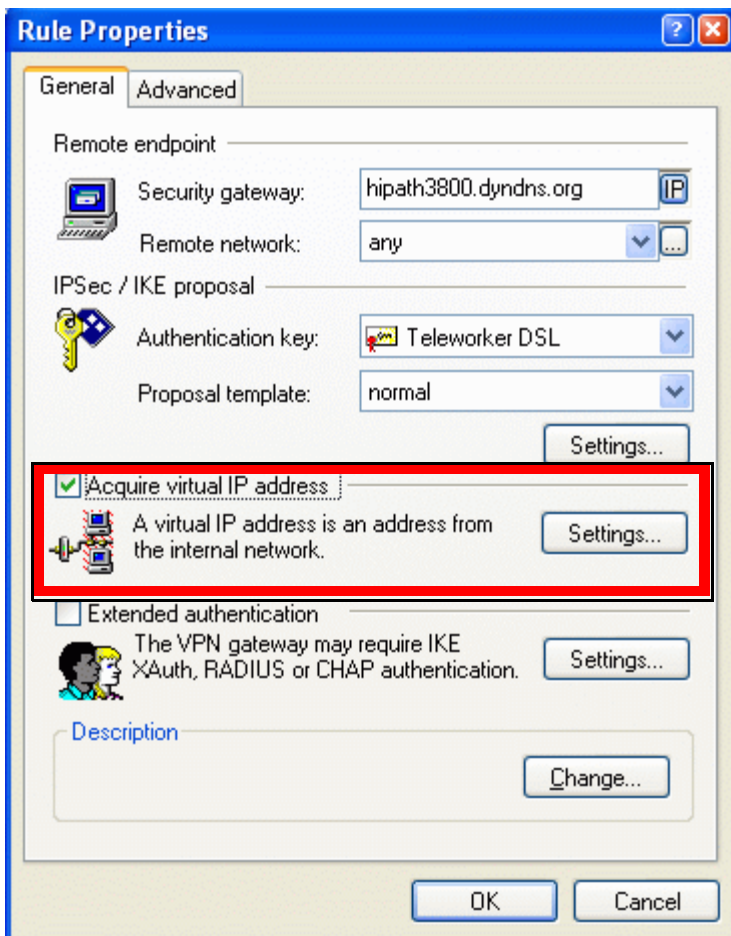 Rule Properties
General
Advanced
Remote endpoint
Security gateway: hipath3800.dyndns.org IP
Remote network: any ...
IPSec / IKE proposal
Authentication key: Teleworker DSL
Proposal template: normal
Settings...
Acquire virtual IP address
A virtual IP address is an address from
the internal network.
Settings...
Extended authentication
The VPN gateway may require IKE
XAuth, RADIUS or CHAP authentication.
Settings...
Description
Change...
OK
Cancel